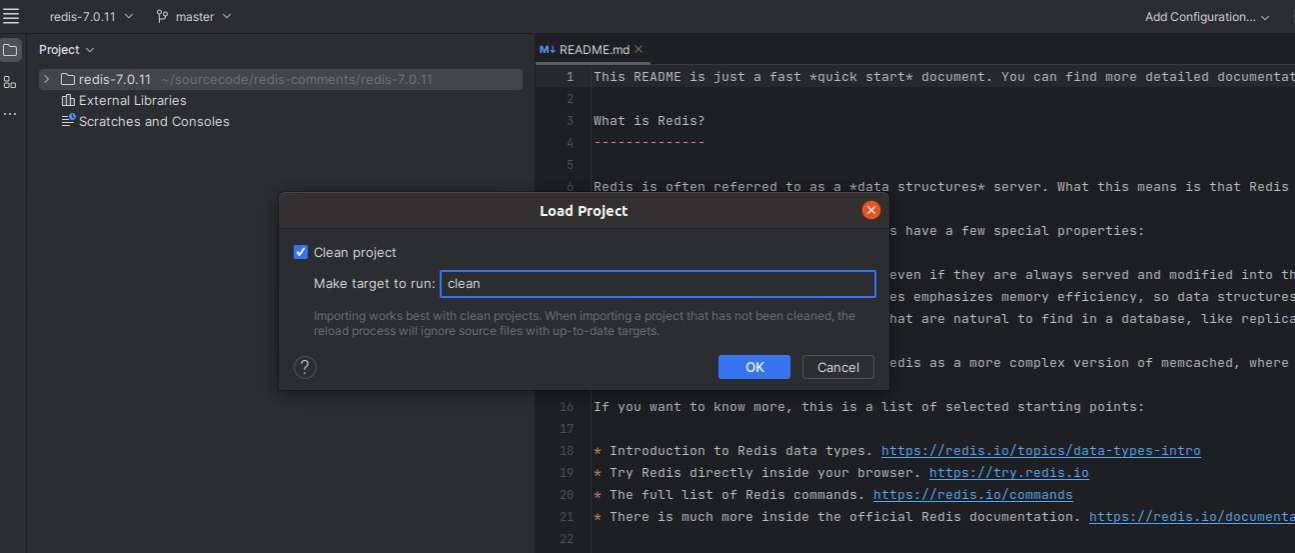 redis-7.0.11 master Add Configuration...
Project
README.md
redis-7.0.11 ~/sourcecode/redis-comments/redis-7.0.11
External Libraries
Scratches and Consoles
1 This README is just a fast *quick start* document. You can find more detailed documentat
2
3 What is Redis?
4 --------------
5
6 Redis is often referred to as a *data structures* server. What this means is that Redis
s have a few special properties:
even if they are always served and modified into th
es emphasizes memory efficiency, so data structures
hat are natural to find in a database, like replica
edis as a more complex version of memcached, where
Load Project
Clean project
Make target to run: clean
Importing works best with clean projects. When importing a project that has not been cleaned, the
reload process will ignore source files with up-to-date targets.
? OK Cancel
16 If you want to know more, this is a list of selected starting points:
17
18 * Introduction to Redis data types. https://redis.io/topics/data-types-intro
19 * Try Redis directly inside your browser. https://try.redis.io
20 * The full list of Redis commands. https://redis.io/commands
21 * There is much more inside the official Redis documentation. https://redis.io/documenta
22